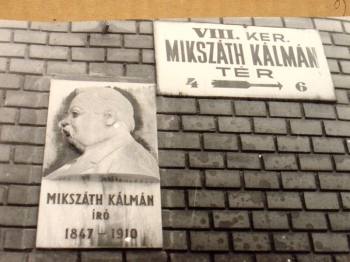 VIII. KER.
MIKSZÁTH KÁLMÁN
TÉR
4 6
MIKSZÁTH KÁLMÁN
ÍRÓ
1847 - 1910